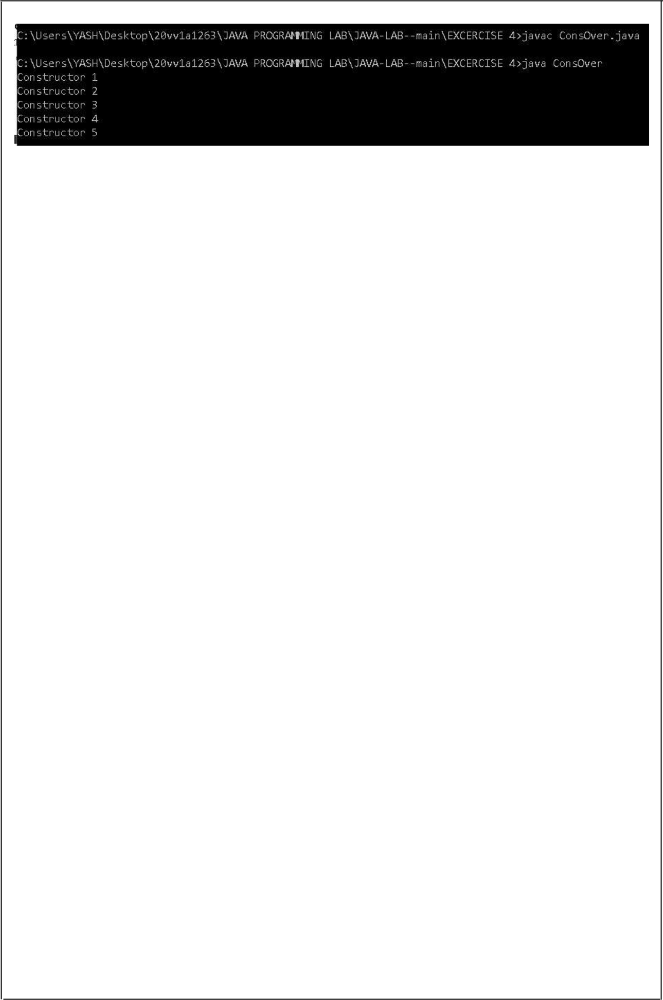 C:\Users\YASH\Desktop\20vv1a1263\JAVA PROGRAMMING LAB\JAVA-LAB--main\EXCERCISE 4>javac ConsOver.java
C:\Users\YASH\Desktop\20vv1a1263\JAVA PROGRAMMING LAB\JAVA-LAB--main\EXCERCISE 4>java ConsOver
Constructor 1
Constructor 2
Constructor 3
Constructor 4
Constructor 5